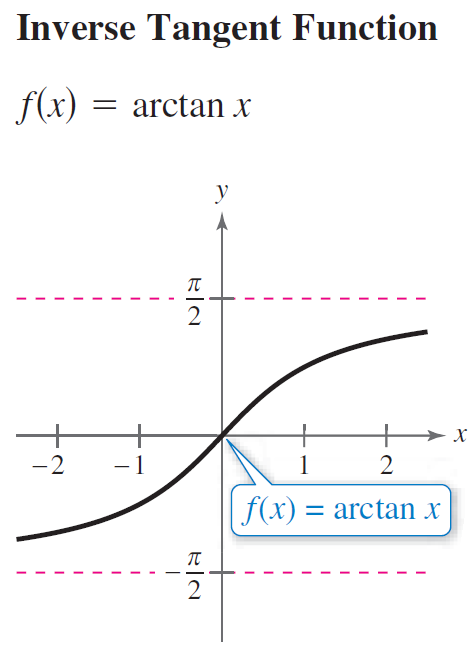 Inverse Tangent Function
f(x) = arctan x
y
π
2
x
−2
−1
1
2
f(x) = arctan x
−π
2